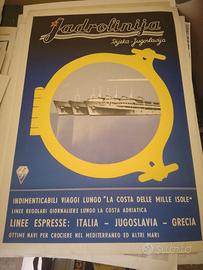 Jadrolinija
Rijeka - Jugoslavija
INDIMENTICABILI VIAGGI LUNGO "LA COSTA DELLE MILLE ISOLE"
LINEE REGOLARI GIORNALIERE LUNGO LA COSTA ADRIATICA
LINEE ESPRESSE: ITALIA - JUGOSLAVIA - GRECIA
OTTIME NAVI PER CROCIERE NEL MEDITERRANEO ED ALTRI MARI
Subito